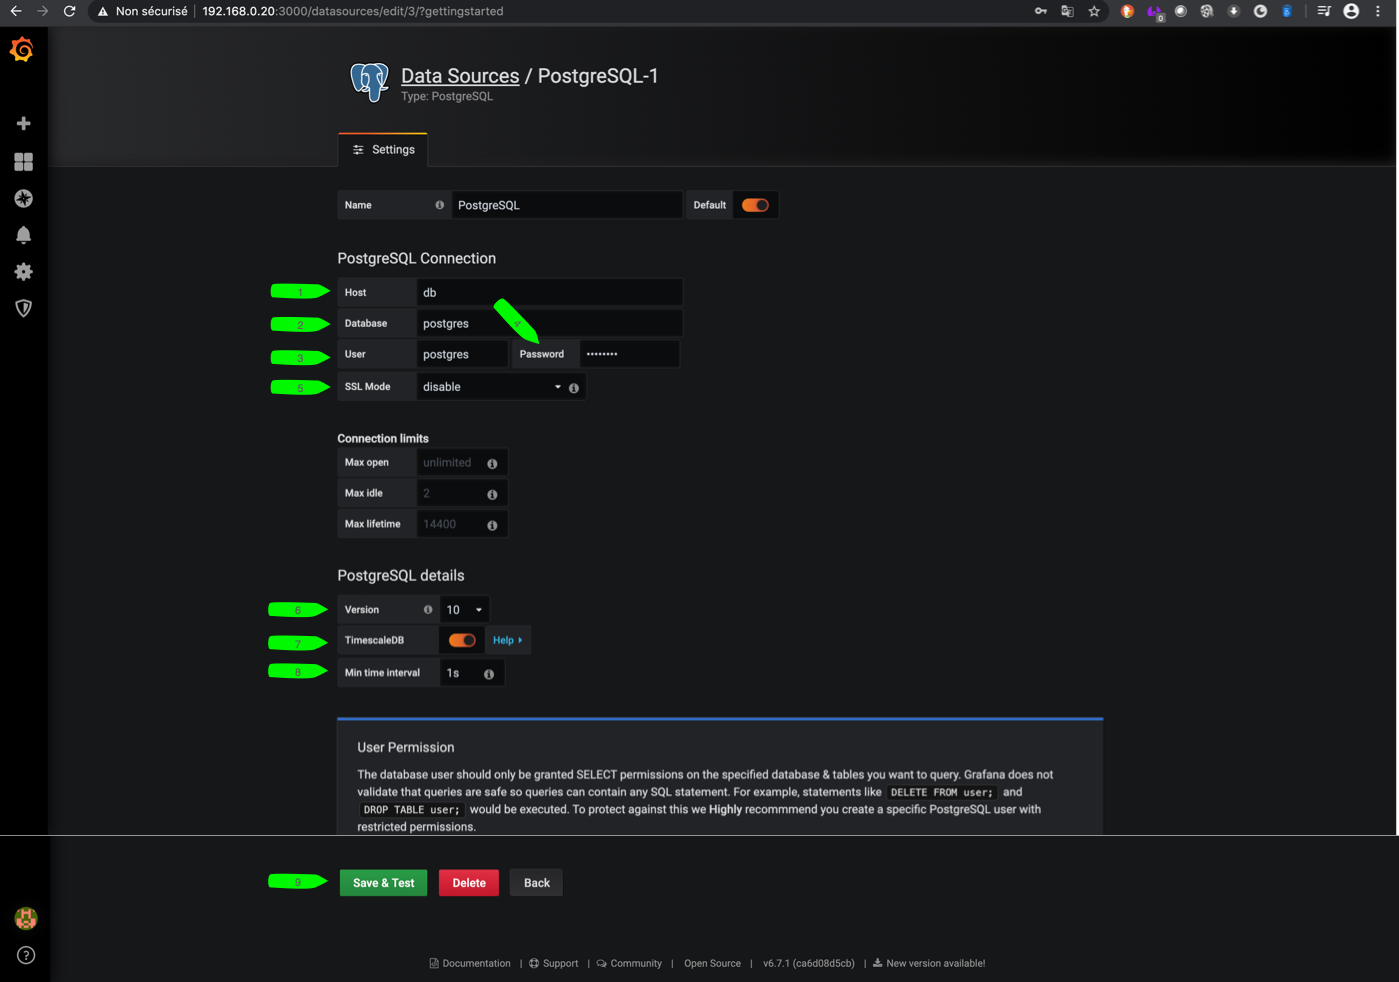 Non sécurisé | 192.168.0.20:3000/datasources/edit/3/?gettingstarted
0
Data Sources / PostgreSQL-1
Type: PostgreSQL
Settings
Name PostgreSQL Default
PostgreSQL Connection
1 Host db
2 Database postgres
3 User postgres Password ••••••••
5 SSL Mode disable
Connection limits
Max open unlimited
Max idle 2
Max lifetime 14400
PostgreSQL details
6 Version 10
7 TimescaleDB Help
8 Min time interval 1s
User Permission
The database user should only be granted SELECT permissions on the specified database & tables you want to query. Grafana does not
validate that queries are safe so queries can contain any SQL statement. For example, statements like DELETE FROM user; and
DROP TABLE user; would be executed. To protect against this we Highly recommmend you create a specific PostgreSQL user with
restricted permissions.
9 Save & Test Delete Back
Documentation | Support | Community | Open Source | v6.7.1 (ca6d08d5cb) | New version available!